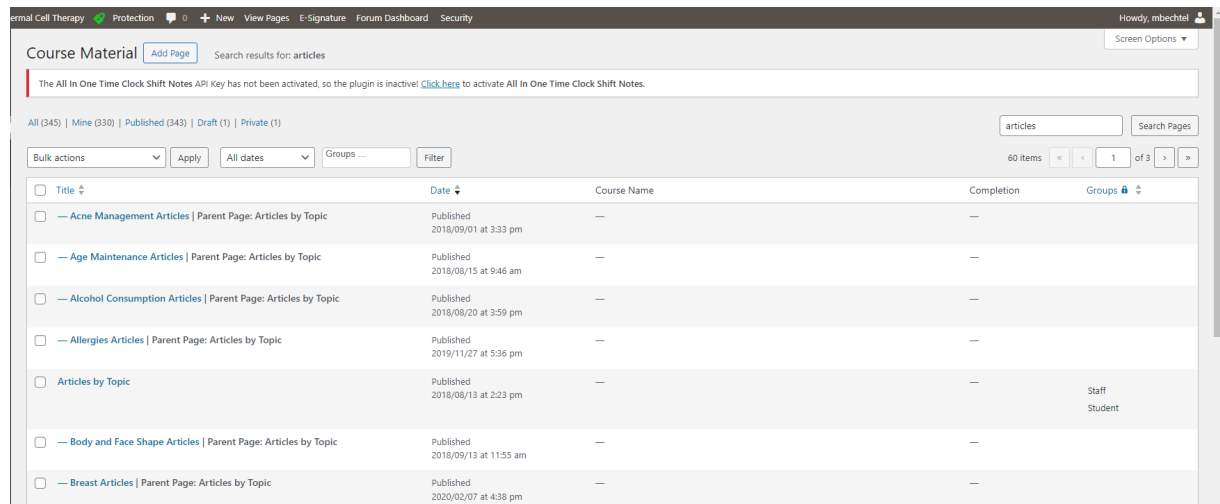 ermal Cell Therapy Protection 0 + New View Pages E-Signature Forum Dashboard Security Howdy, mbechtel
Screen Options ▼
Course Material Add Page Search results for: articles
The All In One Time Clock Shift Notes API Key has not been activated, so the plugin is inactive! Click here to activate All In One Time Clock Shift Notes.
All (345) | Mine (330) | Published (343) | Draft (1) | Private (1) articles Search Pages
Bulk actions Apply All dates Groups ... Filter 60 items « ‹ 1 of 3 › »
Title Date Course Name Completion Groups
— Acne Management Articles | Parent Page: Articles by Topic Published — —
2018/09/01 at 3:33 pm
— Age Maintenance Articles | Parent Page: Articles by Topic Published — —
2018/08/15 at 9:46 am
— Alcohol Consumption Articles | Parent Page: Articles by Topic Published — —
2018/08/20 at 3:59 pm
— Allergies Articles | Parent Page: Articles by Topic Published — —
2019/11/27 at 5:36 pm
Articles by Topic Published — —
2018/08/13 at 2:23 pm Staff
Student
— Body and Face Shape Articles | Parent Page: Articles by Topic Published — —
2018/09/13 at 11:55 am
— Breast Articles | Parent Page: Articles by Topic Published — —
2020/02/07 at 4:38 pm